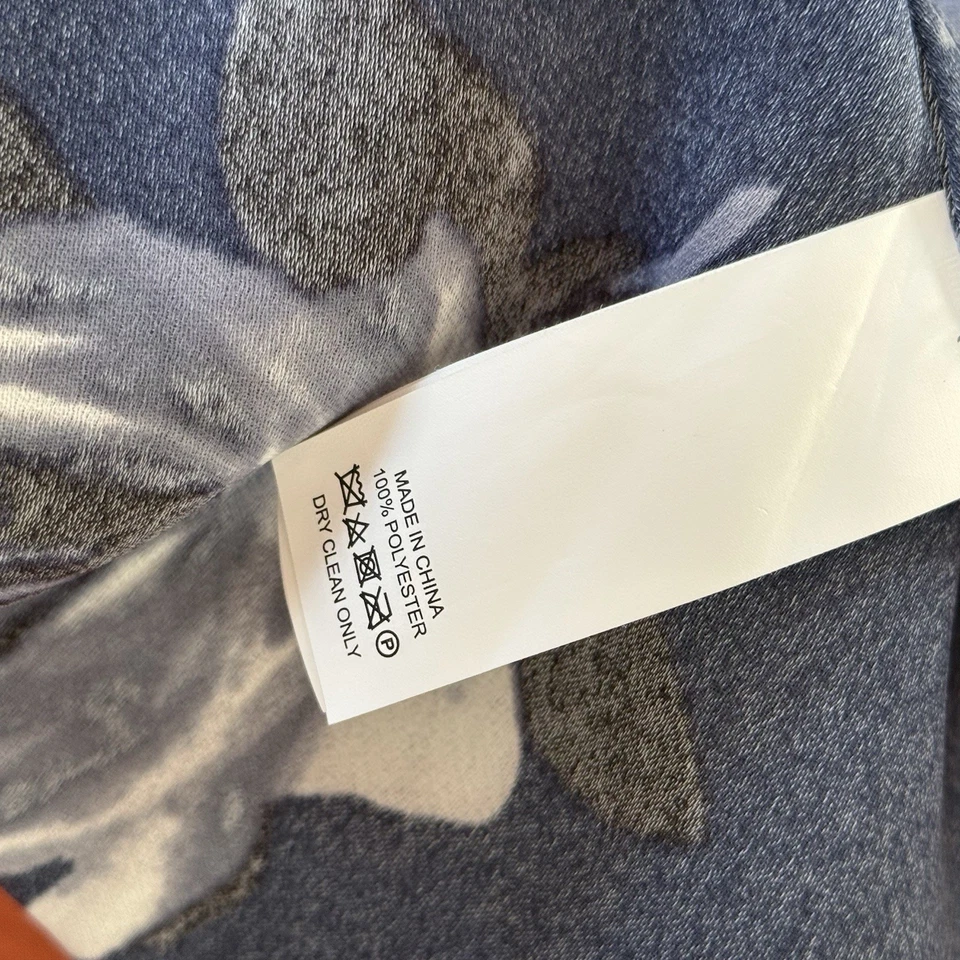 MADE IN CHINA
100% POLYESTER
P
DRY CLEAN ONLY